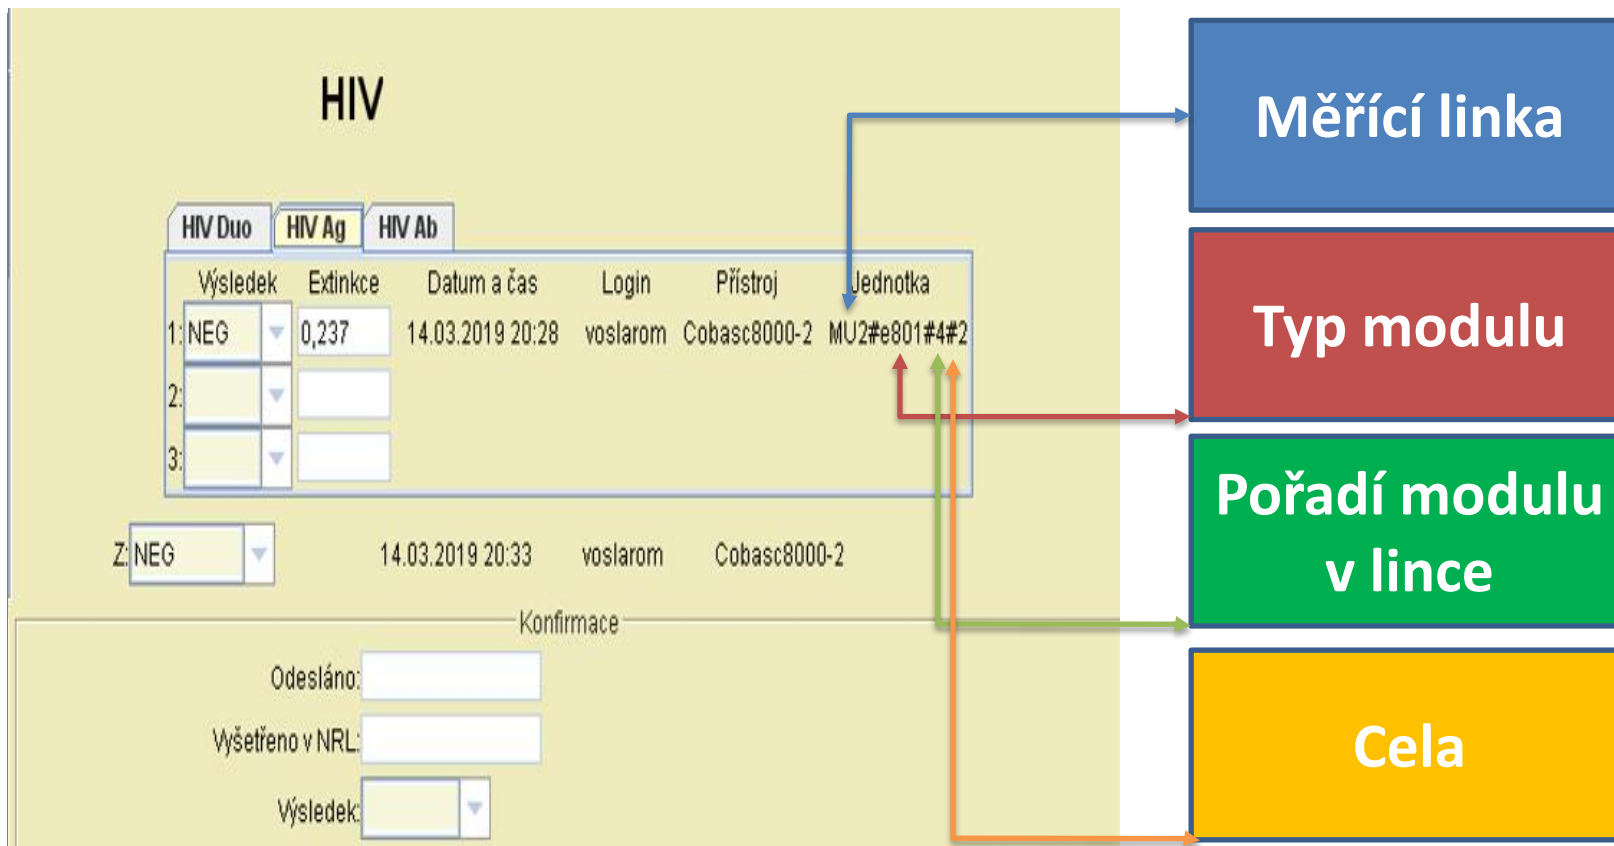 HIV
HIV Duo HIV Ag HIV Ab
Výsledek Extinkce Datum a čas Login Přístroj Jednotka
1: NEG 0,237 14.03.2019 20:28 voslarom Cobasc8000-2 MU2#e801#4#2
2:
3:
Z: NEG 14.03.2019 20:33 voslarom Cobasc8000-2
Konfirmace
Odesláno:
Vyšetřeno v NRL:
Výsledek:
Měřící linka
Typ modulu
Pořadí modulu
v lince
Cela